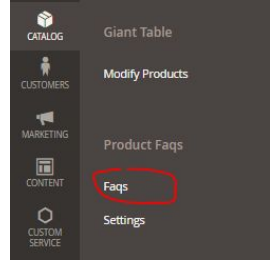 CATALOG
CUSTOMERS
MARKETING
CONTENT
CUSTOM
SERVICE
Giant Table
Modify Products
Product Faqs
Faqs
Settings